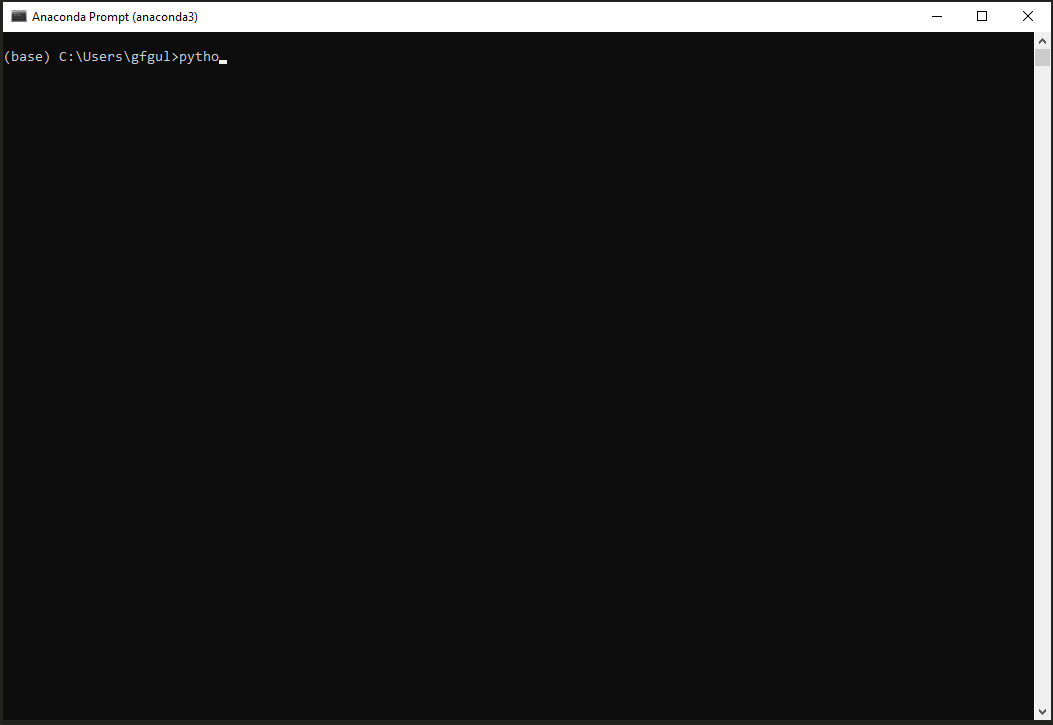 Anaconda Prompt (anaconda3)
(base) C:\Users\gfgul>pytho